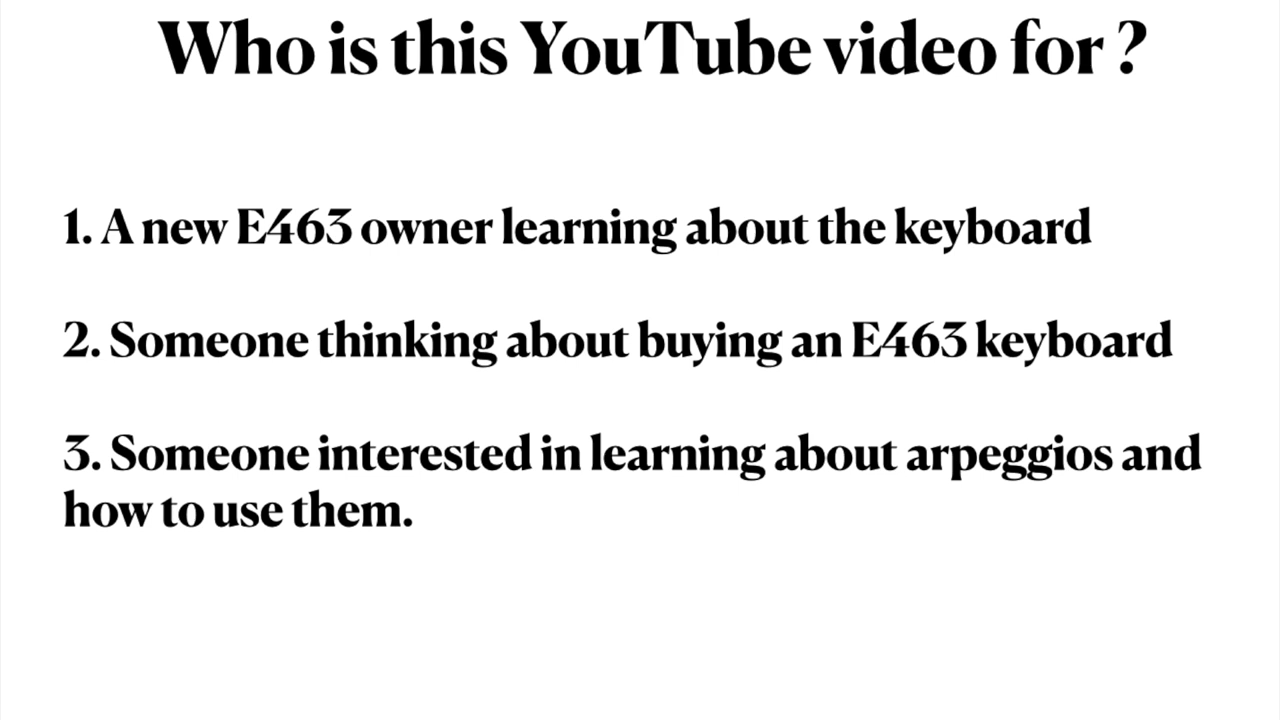 Who is this YouTube video for ?
1. A new E463 owner learning about the keyboard
2. Someone thinking about buying an E463 keyboard
3. Someone interested in learning about arpeggios and
how to use them.